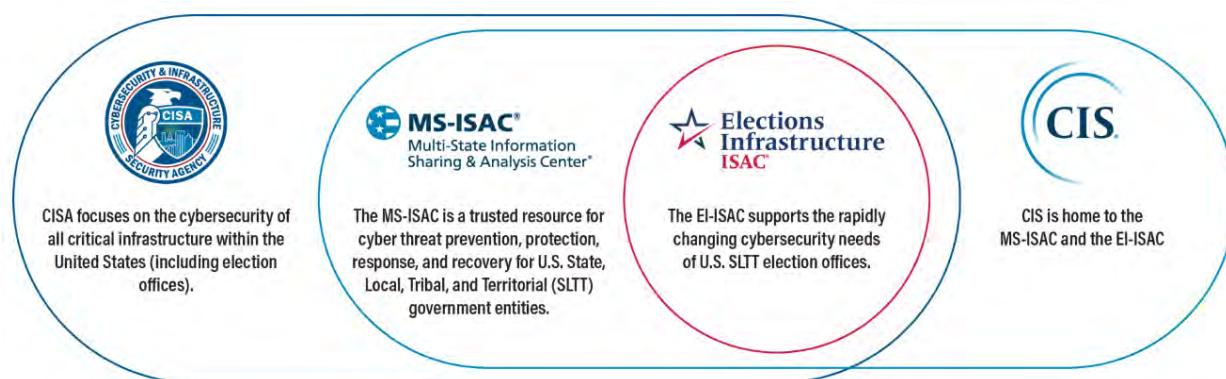 CYBERSECURITY & INFRASTRUCTURE
SECURITY AGENCY
CISA
CISA focuses on the cybersecurity of
all critical infrastructure within the
United States (including election
offices).
MS-ISAC®
Multi-State Information
Sharing & Analysis Center®
The MS-ISAC is a trusted resource for
cyber threat prevention, protection,
response, and recovery for U.S. State,
Local, Tribal, and Territorial (SLTT)
government entities.
Elections
Infrastructure
ISAC®
The EI-ISAC supports the rapidly
changing cybersecurity needs
of U.S. SLTT election offices.
CIS®
CIS is home to the
MS-ISAC and the EI-ISAC